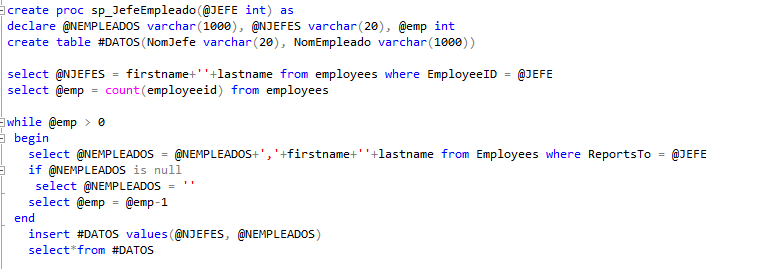 create proc sp_JefeEmpleado(@JEFE int) as
declare @NEMPLEADOS varchar(1000), @NJEFES varchar(20), @emp int
create table #DATOS(NomJefe varchar(20), NomEmpleado varchar(1000))
select @NJEFES = firstname+''+lastname from employees where EmployeeID = @JEFE
select @emp = count(employeeid) from employees
while @emp > 0
begin
select @NEMPLEADOS = @NEMPLEADOS+','+firstname+''+lastname from Employees where ReportsTo = @JEFE
if @NEMPLEADOS is null
select @NEMPLEADOS = ''
select @emp = @emp-1
end
insert #DATOS values(@NJEFES, @NEMPLEADOS)
select*from #DATOS